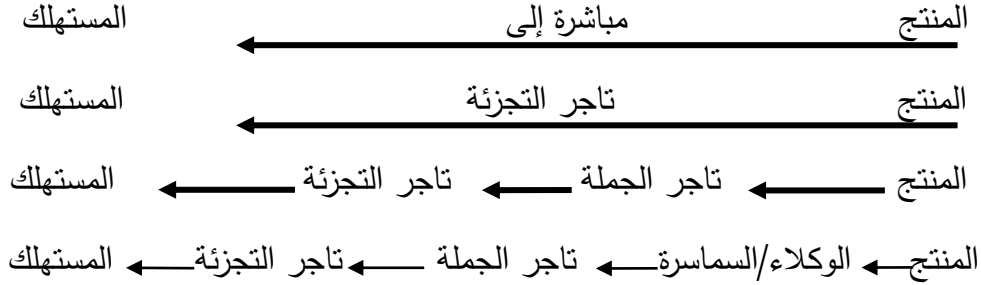 المنتج مباشرة إلى المستهلك
المنتج تاجر التجزئة المستهلك
المنتج تاجر الجملة تاجر التجزئة المستهلك
المنتج الوكلاء/السماسرة تاجر الجملة تاجر التجزئة المستهلك